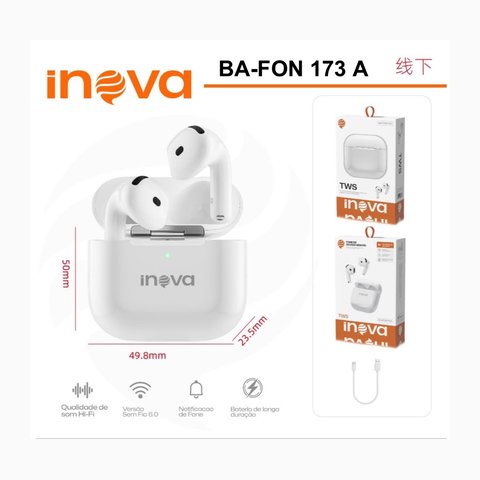 inova
BA-FON 173 A
线下
TWS
inova
inova
50mm
49.8mm
23.5mm
TWS
inova
Qualidade de
som Hi-Fi
Versão
Sem Fio 6.0
Notificacao
de Fone
Bateria de longa
duração